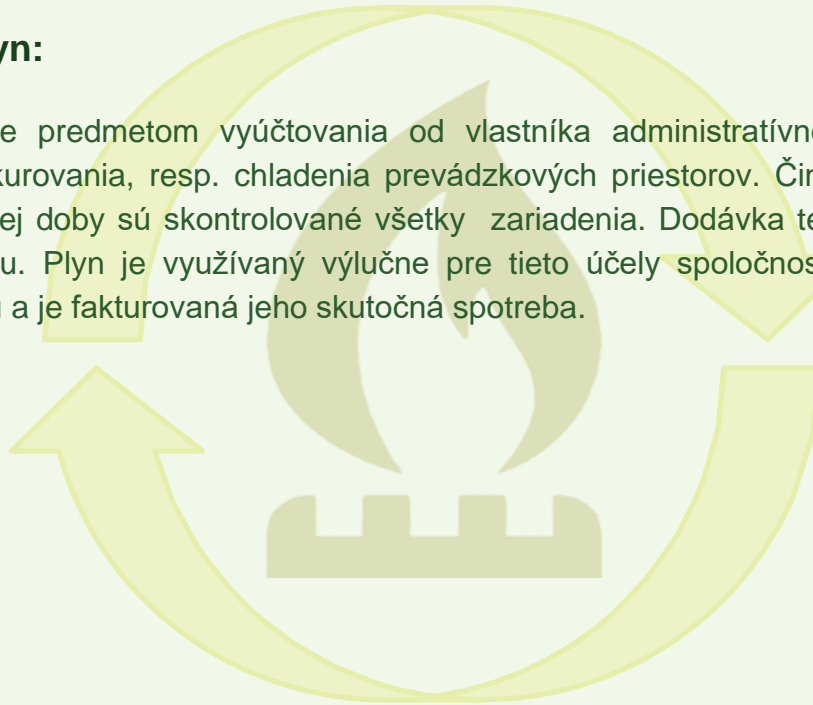 yn:
e predmetom vyúčtovania od vlastníka administratívne
kurovania, resp. chladenia prevádzkových priestorov. Čin
ej doby sú skontrolované všetky zariadenia. Dodávka te
u. Plyn je využívaný výlučne pre tieto účely spoločnos
a je fakturovaná jeho skutočná spotreba.